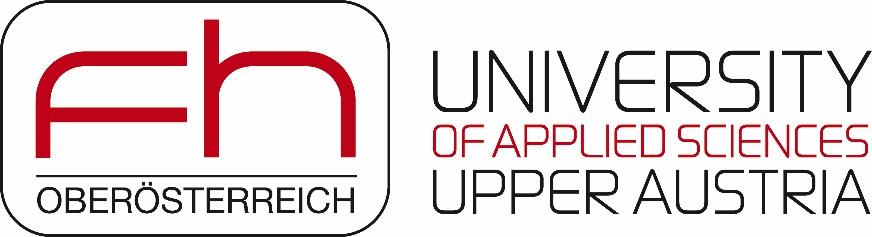 fh
OBERÖSTERREICH
UNIVERSITY
OF APPLIED SCIENCES
UPPER AUSTRIA